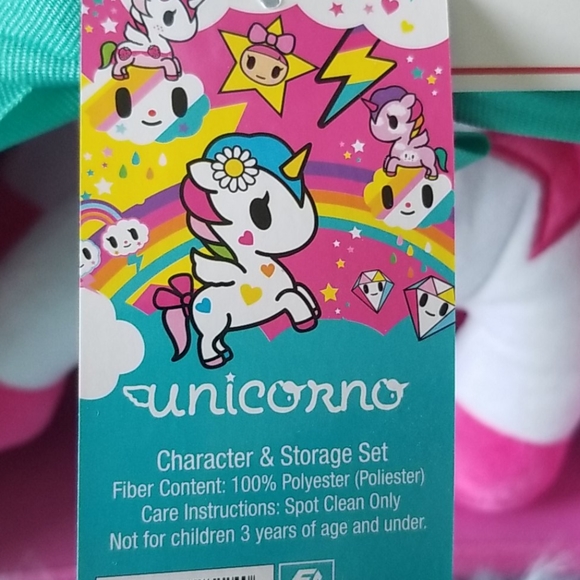 unicorno
Character & Storage Set
Fiber Content: 100% Polyester (Poliester)
Care Instructions: Spot Clean Only
Not for children 3 years of age and under.